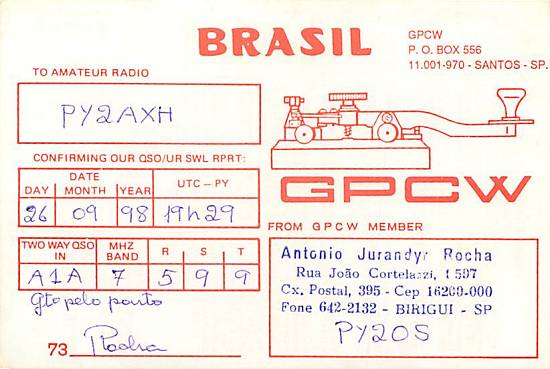 BRASIL
GPCW
P. O. BOX 556
11.001-970 - SANTOS - SP.
TO AMATEUR RADIO
PY2AXH
CONFIRMING OUR QSO/UR SWL RPRT:
DAY DATE MONTH YEAR UTC - PY
26 09 98 19h29
GPCW
TWO WAY QSO IN MHZ BAND R S T
A1A 7 5 9 9
gto pelo ponto
73
Rocha
FROM GPCW MEMBER
Antonio Jurandyr Rocha
Rua João Cortelazzi, 1597
Cx. Postal, 395 - Cep 16200-000
Fone 642-2132 - BIRIGUI - SP
PY2OS